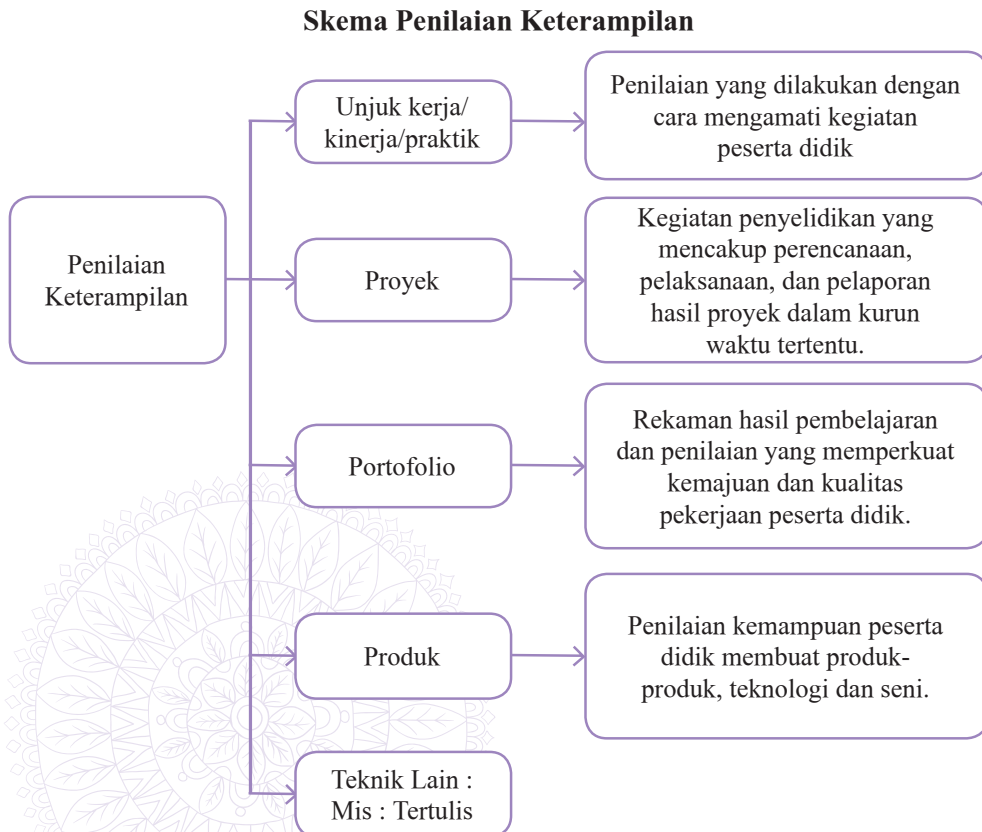 Skema Penilaian Keterampilan
Unjuk kerja/
kinerja/praktik
Penilaian yang dilakukan dengan
cara mengamati kegiatan
peserta didik
Penilaian
Keterampilan
Proyek
Kegiatan penyelidikan yang
mencakup perencanaan,
pelaksanaan, dan pelaporan
hasil proyek dalam kurun
waktu tertentu.
Portofolio
Rekaman hasil pembelajaran
dan penilaian yang memperkuat
kemajuan dan kualitas
pekerjaan peserta didik.
Produk
Penilaian kemampuan peserta
didik membuat produk-
produk, teknologi dan seni.
Teknik Lain :
Mis : Tertulis